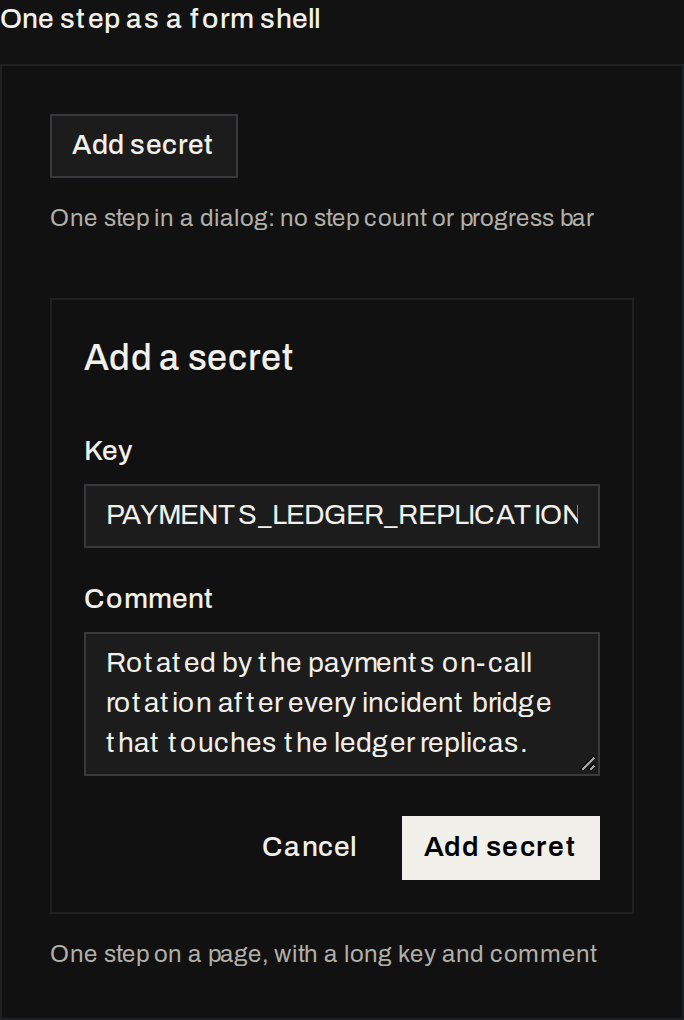 One step as a form shell
Add secret
One step in a dialog: no step count or progress bar
Add a secret
Key
PAYMENTS_LEDGER_REPLICATION
Comment
Rotated by the payments on-call
rotation after every incident bridge
that touches the ledger replicas.
Cancel
Add secret
One step on a page, with a long key and comment